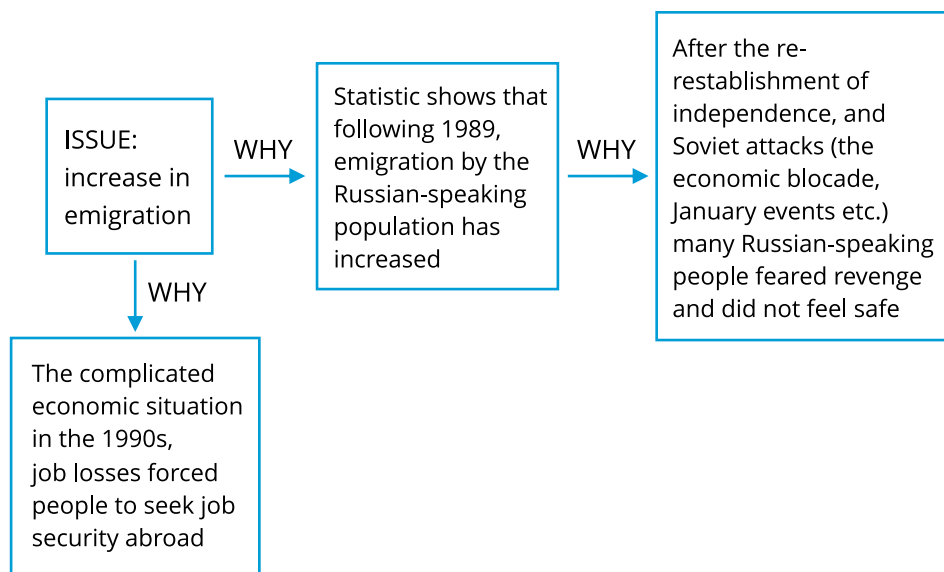 ISSUE:
increase in
emigration
WHY
Statistic shows that
following 1989,
emigration by the
Russian-speaking
population has
increased
WHY
After the re-
restablishment of
independence, and
Soviet attacks (the
economic blocade,
January events etc.)
many Russian-speaking
people feared revenge
and did not feel safe
WHY
The complicated
economic situation
in the 1990s,
job losses forced
people to seek job
security abroad